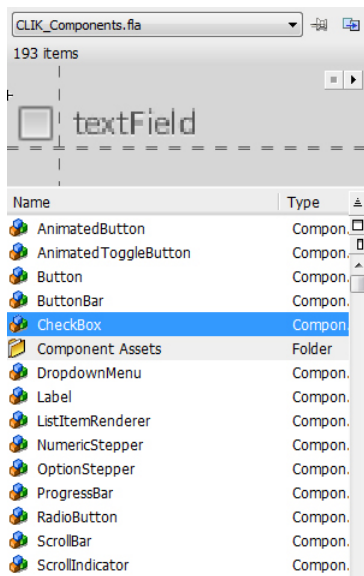 CLIK_Components.fla
193 items
textField
Name Type
AnimatedButton Compon.
AnimatedToggleButton Compon.
Button Compon.
ButtonBar Compon.
CheckBox Compon.
Component Assets Folder
DropdownMenu Compon.
Label Compon.
ListItemRenderer Compon.
NumericStepper Compon.
OptionStepper Compon.
ProgressBar Compon.
RadioButton Compon.
ScrollBar Compon.
ScrollIndicator Compon.